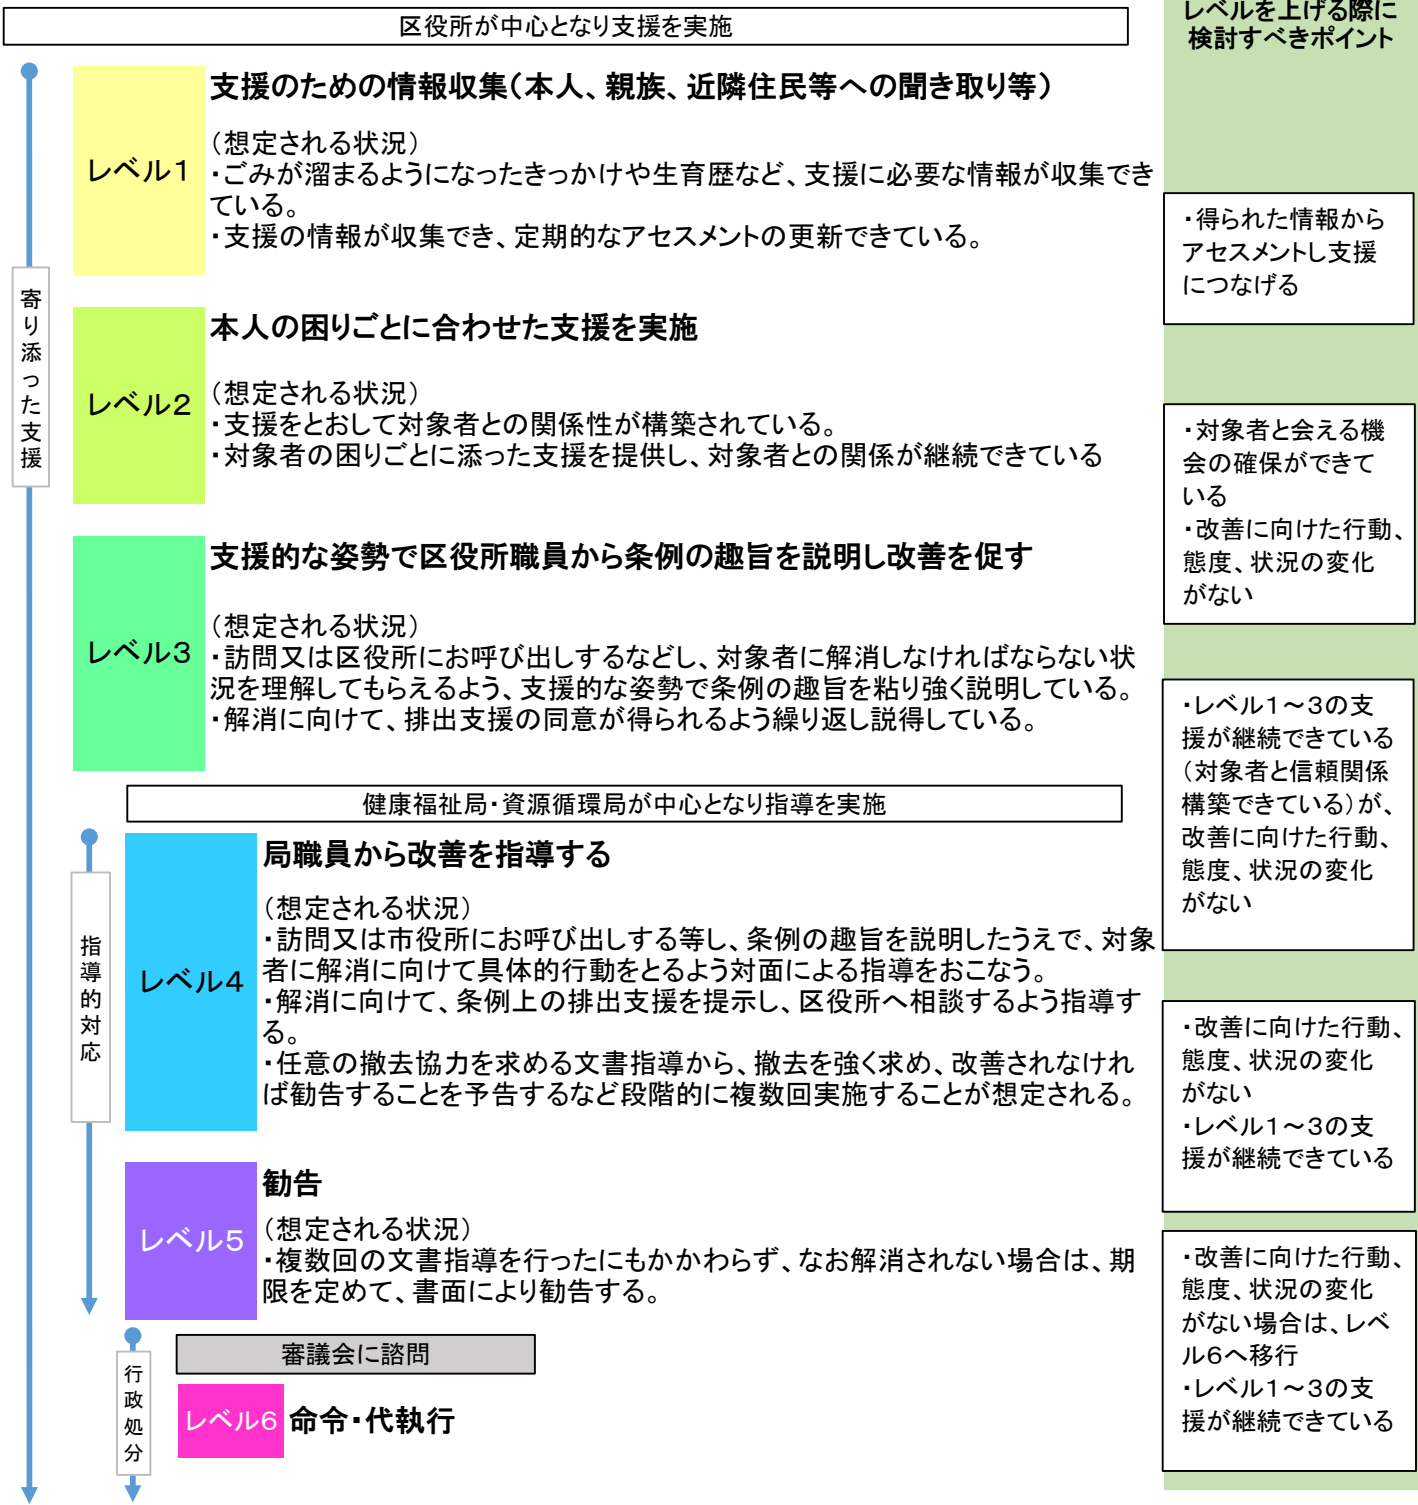 区役所が中心となり支援を実施
レベルを上げる際に
検討すべきポイント
寄り添った支援
レベル1
支援のための情報収集（本人、親族、近隣住民等への聞き取り等）
（想定される状況）
・ごみが溜まるようになったきっかけや生育歴など、支援に必要な情報が収集でき
ている。
・支援の情報が収集でき、定期的なアセスメントの更新できている。
・得られた情報から
アセスメントし支援
につなげる
レベル2
本人の困りごとに合わせた支援を実施
（想定される状況）
・支援をとおして対象者との関係性が構築されている。
・対象者の困りごとに添った支援を提供し、対象者との関係が継続できている
・対象者と会える機
会の確保ができて
いる
・改善に向けた行動、
態度、状況の変化
がない
レベル3
支援的な姿勢で区役所職員から条例の趣旨を説明し改善を促す
（想定される状況）
・訪問又は区役所にお呼び出しするなどし、対象者に解消しなければならない状
況を理解してもらえるよう、支援的な姿勢で条例の趣旨を粘り強く説明している。
・解消に向けて、排出支援の同意が得られるよう繰り返し説得している。
・レベル1～3の支
援が継続できている
（対象者と信頼関係
構築できている）が、
改善に向けた行動、
態度、状況の変化
がない
健康福祉局・資源循環局が中心となり指導を実施
指導的対応
レベル4
局職員から改善を指導する
（想定される状況）
・訪問又は市役所にお呼び出しする等し、条例の趣旨を説明したうえで、対象
者に解消に向けて具体的行動をとるよう対面による指導をおこなう。
・解消に向けて、条例上の排出支援を提示し、区役所へ相談するよう指導す
る。
・任意の撤去協力を求める文書指導から、撤去を強く求め、改善されなけれ
ば勧告することを予告するなど段階的に複数回実施することが想定される。
・改善に向けた行動、
態度、状況の変化
がない
・レベル1～3の支
援が継続できている
レベル5
勧告
（想定される状況）
・複数回の文書指導を行ったにもかかわらず、なお解消されない場合は、期
限を定めて、書面により勧告する。
・改善に向けた行動、
態度、状況の変化
がない場合は、レベ
ル6へ移行
・レベル1～3の支
援が継続できている
行政処分
審議会に諮問
レベル6
命令・代執行